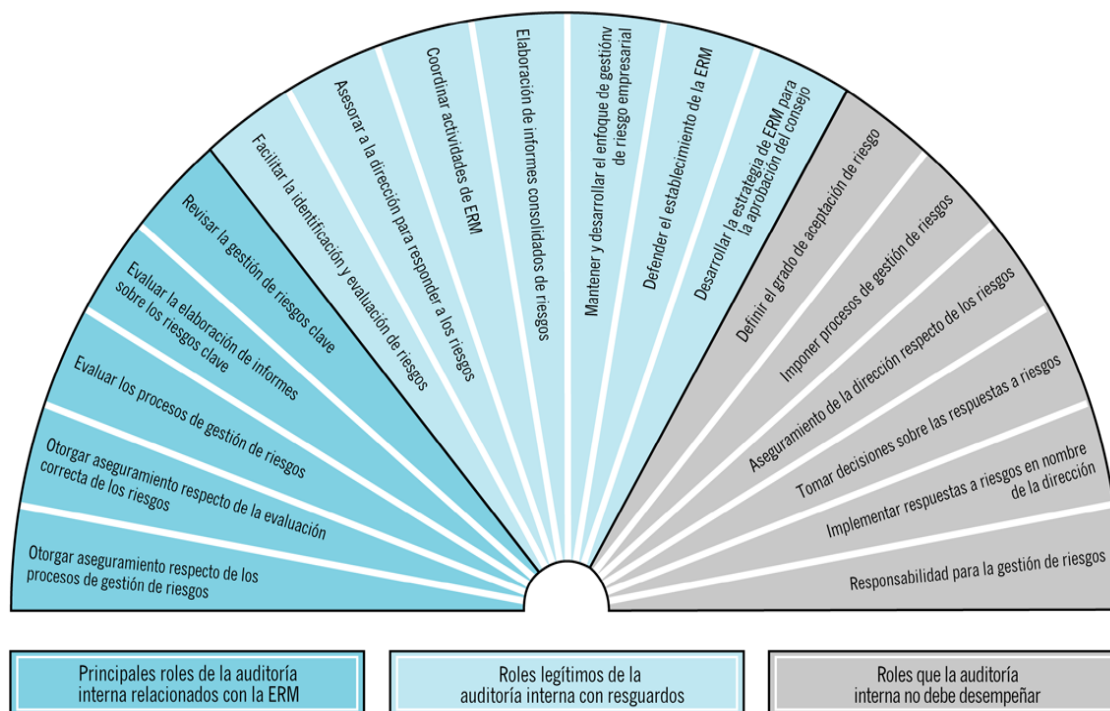 Otorgar aseguramiento respecto de los
procesos de gestión de riesgos
Otorgar aseguramiento respecto de la evaluación
correcta de los riesgos
Evaluar los procesos de gestión de riesgos
Evaluar la elaboración de informes
sobre los riesgos clave
Revisar la gestión de riesgos clave
Facilitar la identificación y evaluación de riesgos
Asesorar a la dirección para responder a los riesgos
Coordinar actividades de ERM
Elaboración de informes consolidados de riesgos
Mantener y desarrollar el enfoque de gestiónv
de riesgo empresarial
Defender el establecimiento de la ERM
Desarrollar la estrategia de ERM para
la aprobación del consejo
Definir el grado de aceptación de riesgo
Imponer procesos de gestión de riesgos
Aseguramiento de la dirección respecto de los riesgos
Tomar decisiones sobre las respuestas a riesgos
Implementar respuestas a riesgos en nombre
de la dirección
Responsabilidad para la gestión de riesgos
Principales roles de la auditoría
interna relacionados con la ERM
Roles legítimos de la
auditoría interna con resguardos
Roles que la auditoría
interna no debe desempeñar